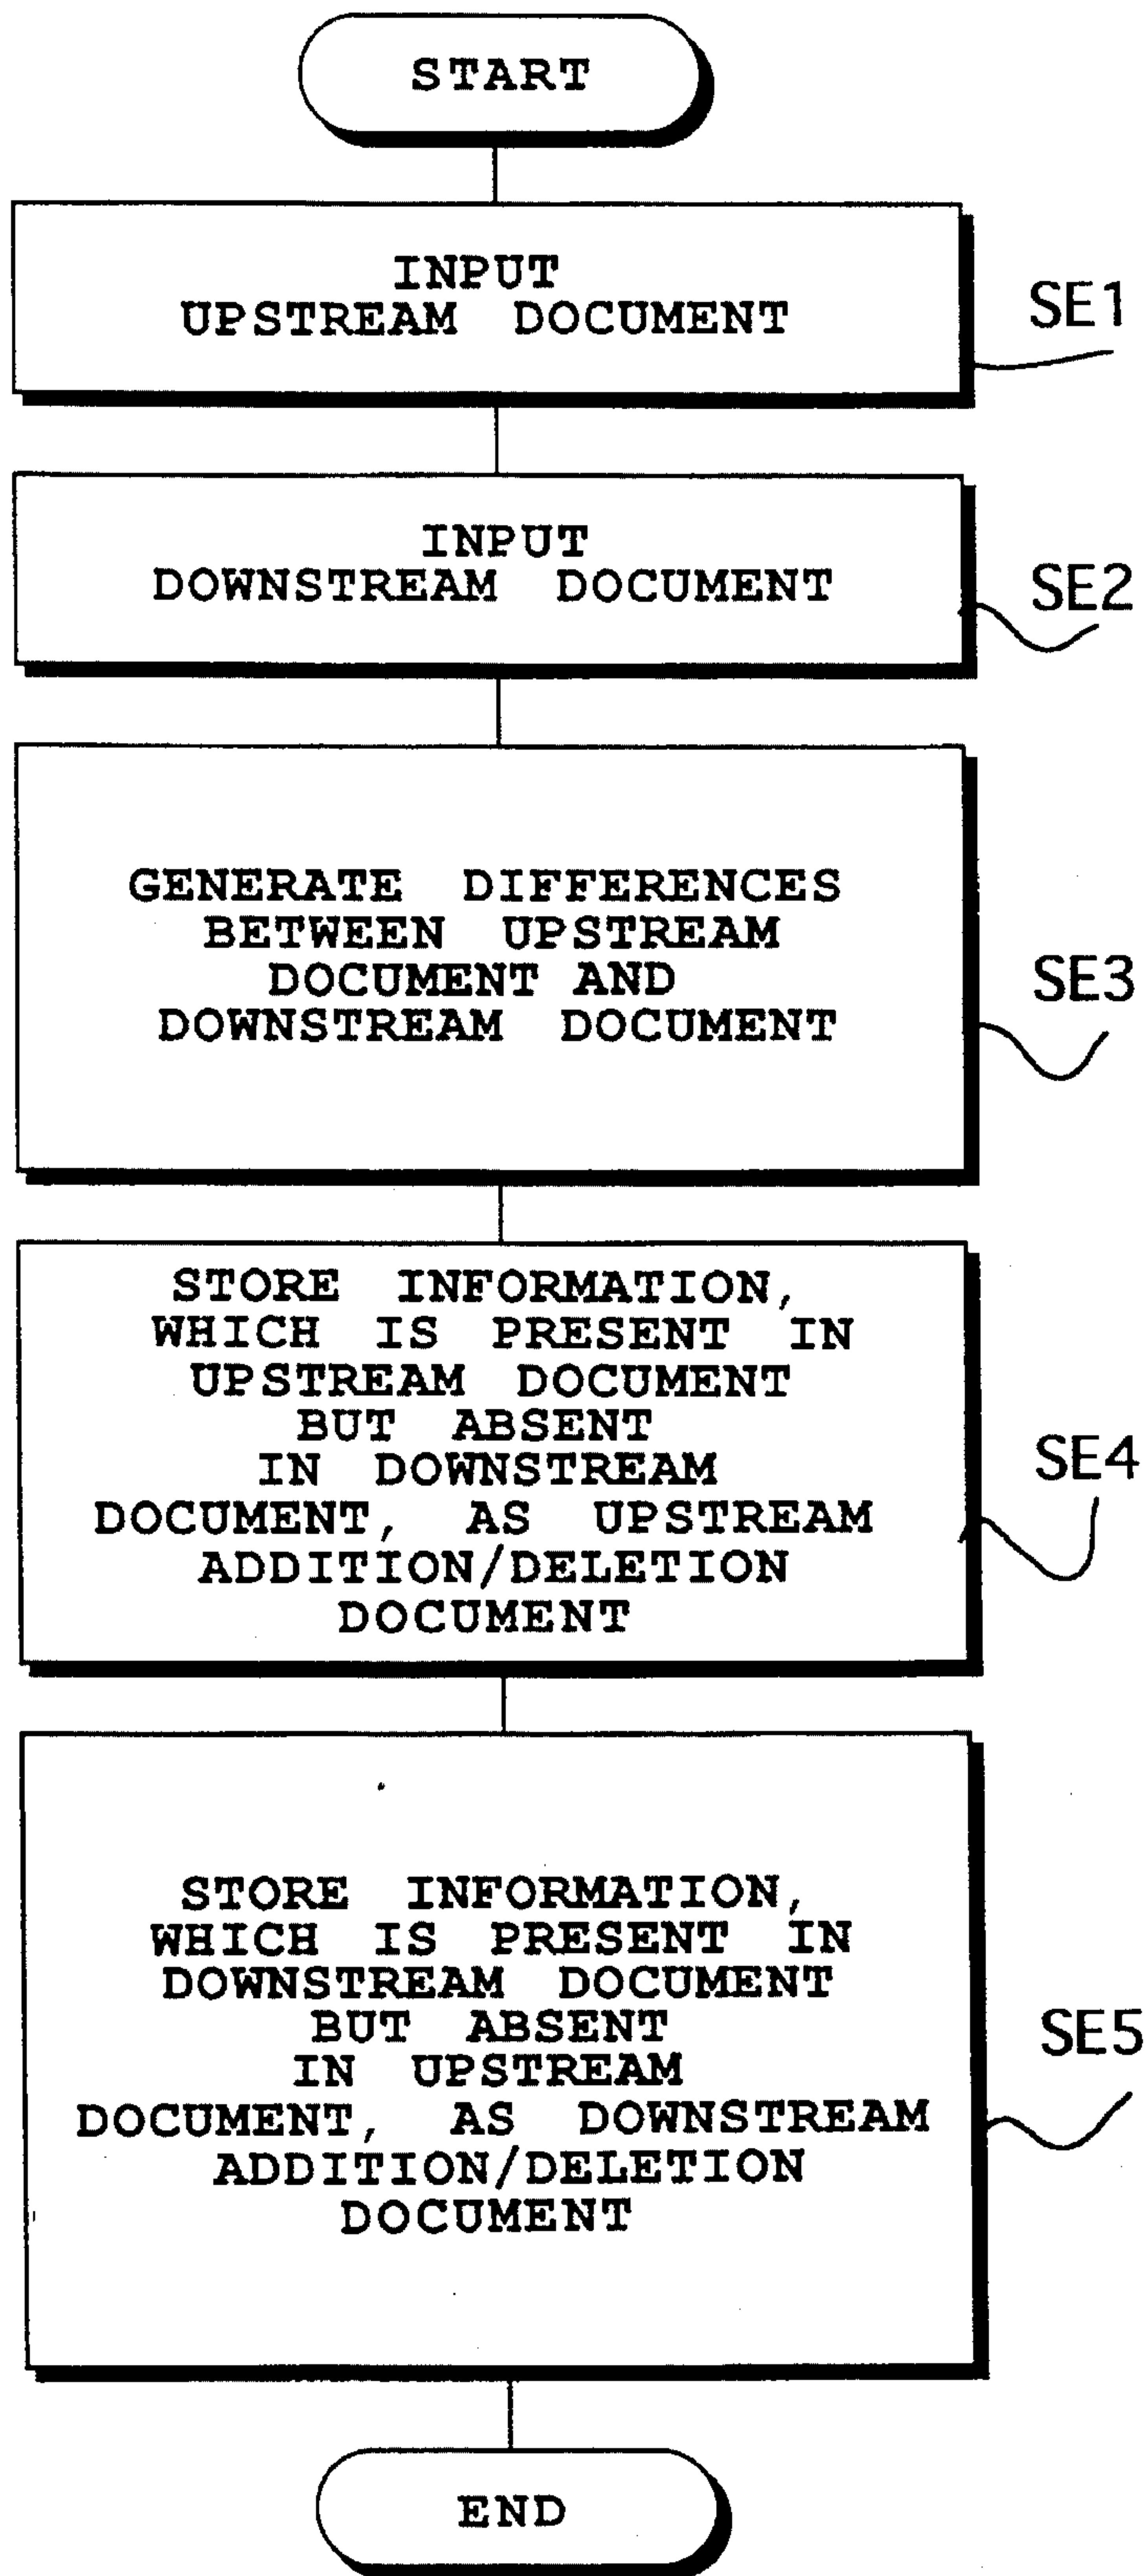 START
INPUT
UPSTREAM DOCUMENT
SE1
INPUT
DOWNSTREAM DOCUMENT
SE2
GENERATE DIFFERENCES
BETWEEN UPSTREAM
DOCUMENT AND
DOWNSTREAM DOCUMENT
SE3
STORE INFORMATION,
WHICH IS PRESENT IN
UPSTREAM DOCUMENT
BUT ABSENT
IN DOWNSTREAM
DOCUMENT, AS UPSTREAM
ADDITION/DELETION
DOCUMENT
SE4
STORE INFORMATION,
WHICH IS PRESENT IN
DOWNSTREAM DOCUMENT
BUT ABSENT
IN UPSTREAM
DOCUMENT, AS DOWNSTREAM
ADDITION/DELETION
DOCUMENT
SE5
END